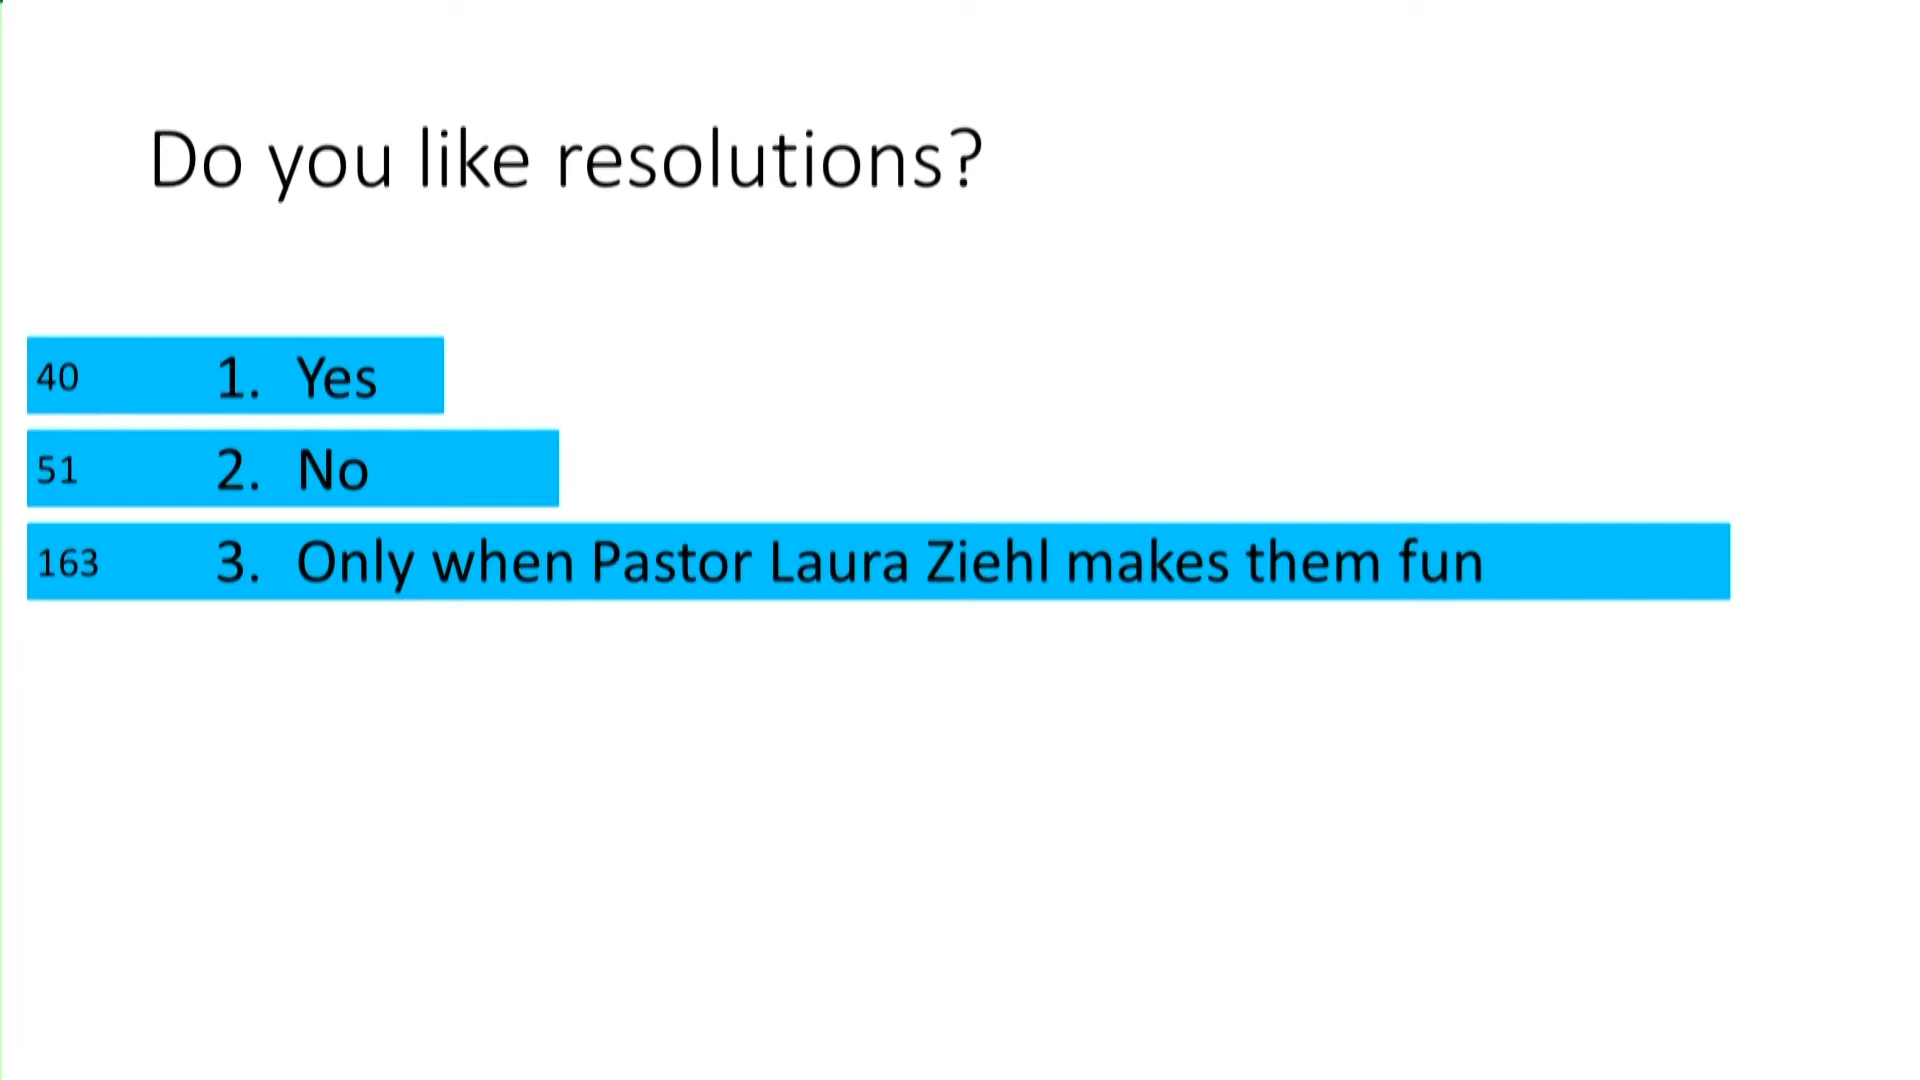 Do you like resolutions?
40 1. Yes
51 2. No
163 3. Only when Pastor Laura Ziehl makes them fun